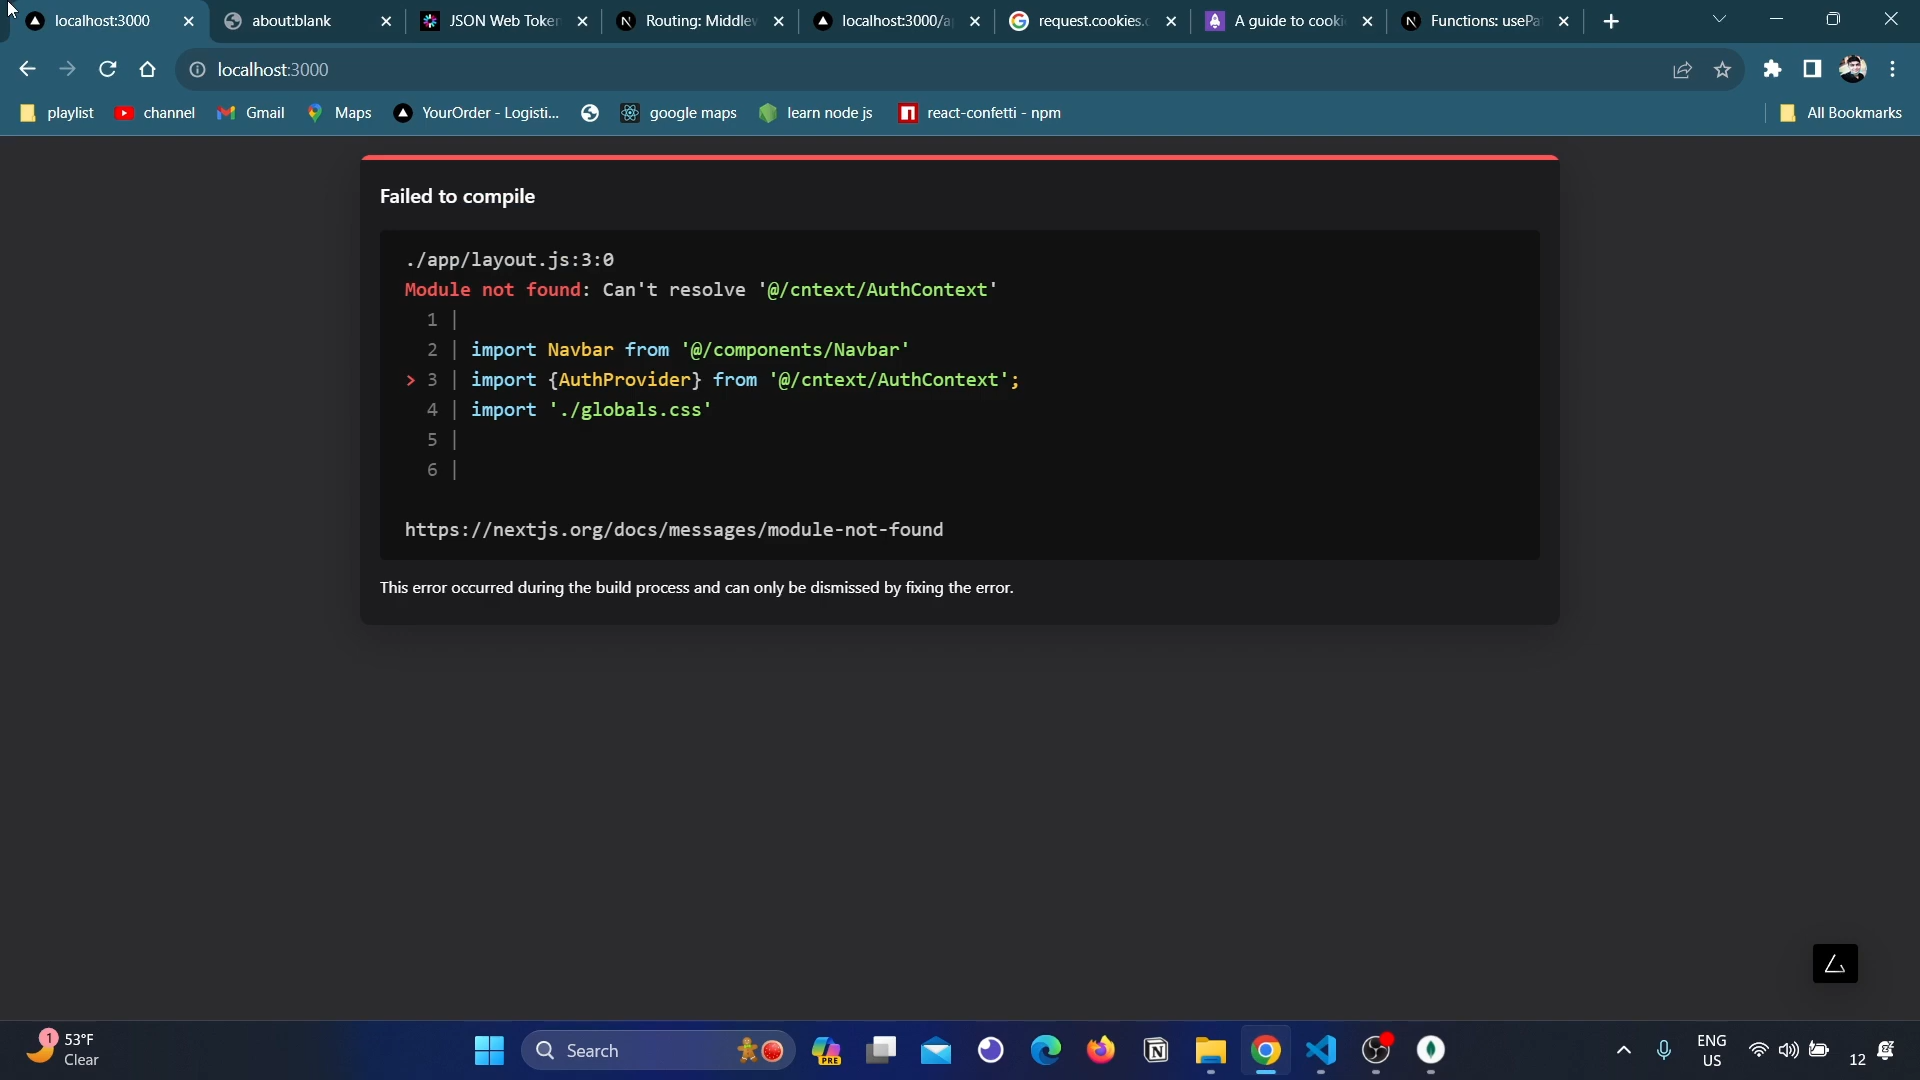 localhost:3000
about:blank
JSON Web Token
Routing: Middlew
localhost:3000/a
request.cookies.
A guide to cooki
Functions: usePa
localhost:3000
playlist
channel
Gmail
Maps
YourOrder - Logisti...
google maps
learn node js
react-confetti - npm
All Bookmarks
Failed to compile
./app/layout.js:3:0
Module not found: Can't resolve '@/cntext/AuthContext'
1 |
2 | import Navbar from '@/components/Navbar'
> 3 | import {AuthProvider} from '@/cntext/AuthContext';
4 | import './globals.css'
5 |
6 |
https://nextjs.org/docs/messages/module-not-found
This error occurred during the build process and can only be dismissed by fixing the error.
1
53°F
Clear
Search
PRE
ENG
US
12